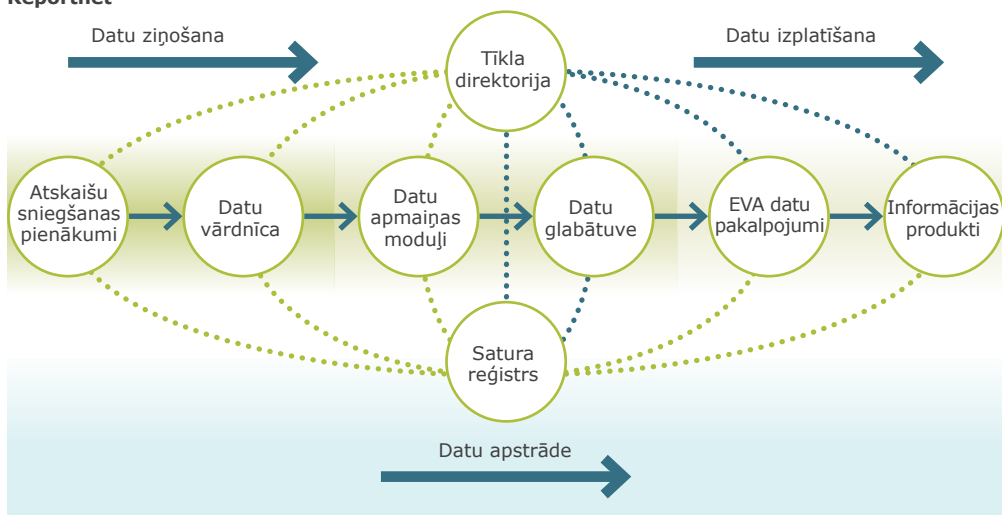 Reportnet
Datu ziņošana
Datu izplatīšana
Tīkla
direktorija
Atskaišu
sniegšanas
pienākumi
Datu
vārdnīca
Datu
apmaiņas
moduļi
Datu
glabātuve
EVA datu
pakalpojumi
Informācijas
produkti
Satura
reģistrs
Datu apstrāde